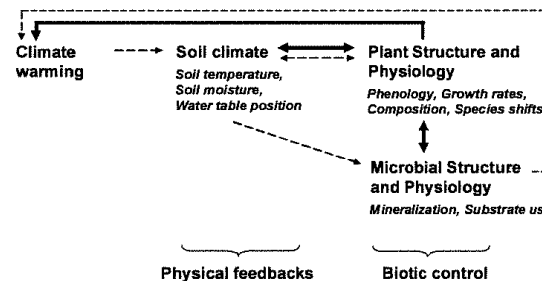 Climate
warming
Soil climate
Soil temperature,
Soil moisture,
Water table position
Plant Structure and
Physiology
Phenology, Growth rates,
Composition, Species shifts
Microbial Structure
and Physiology
Mineralization, Substrate us
Physical feedbacks
Biotic control